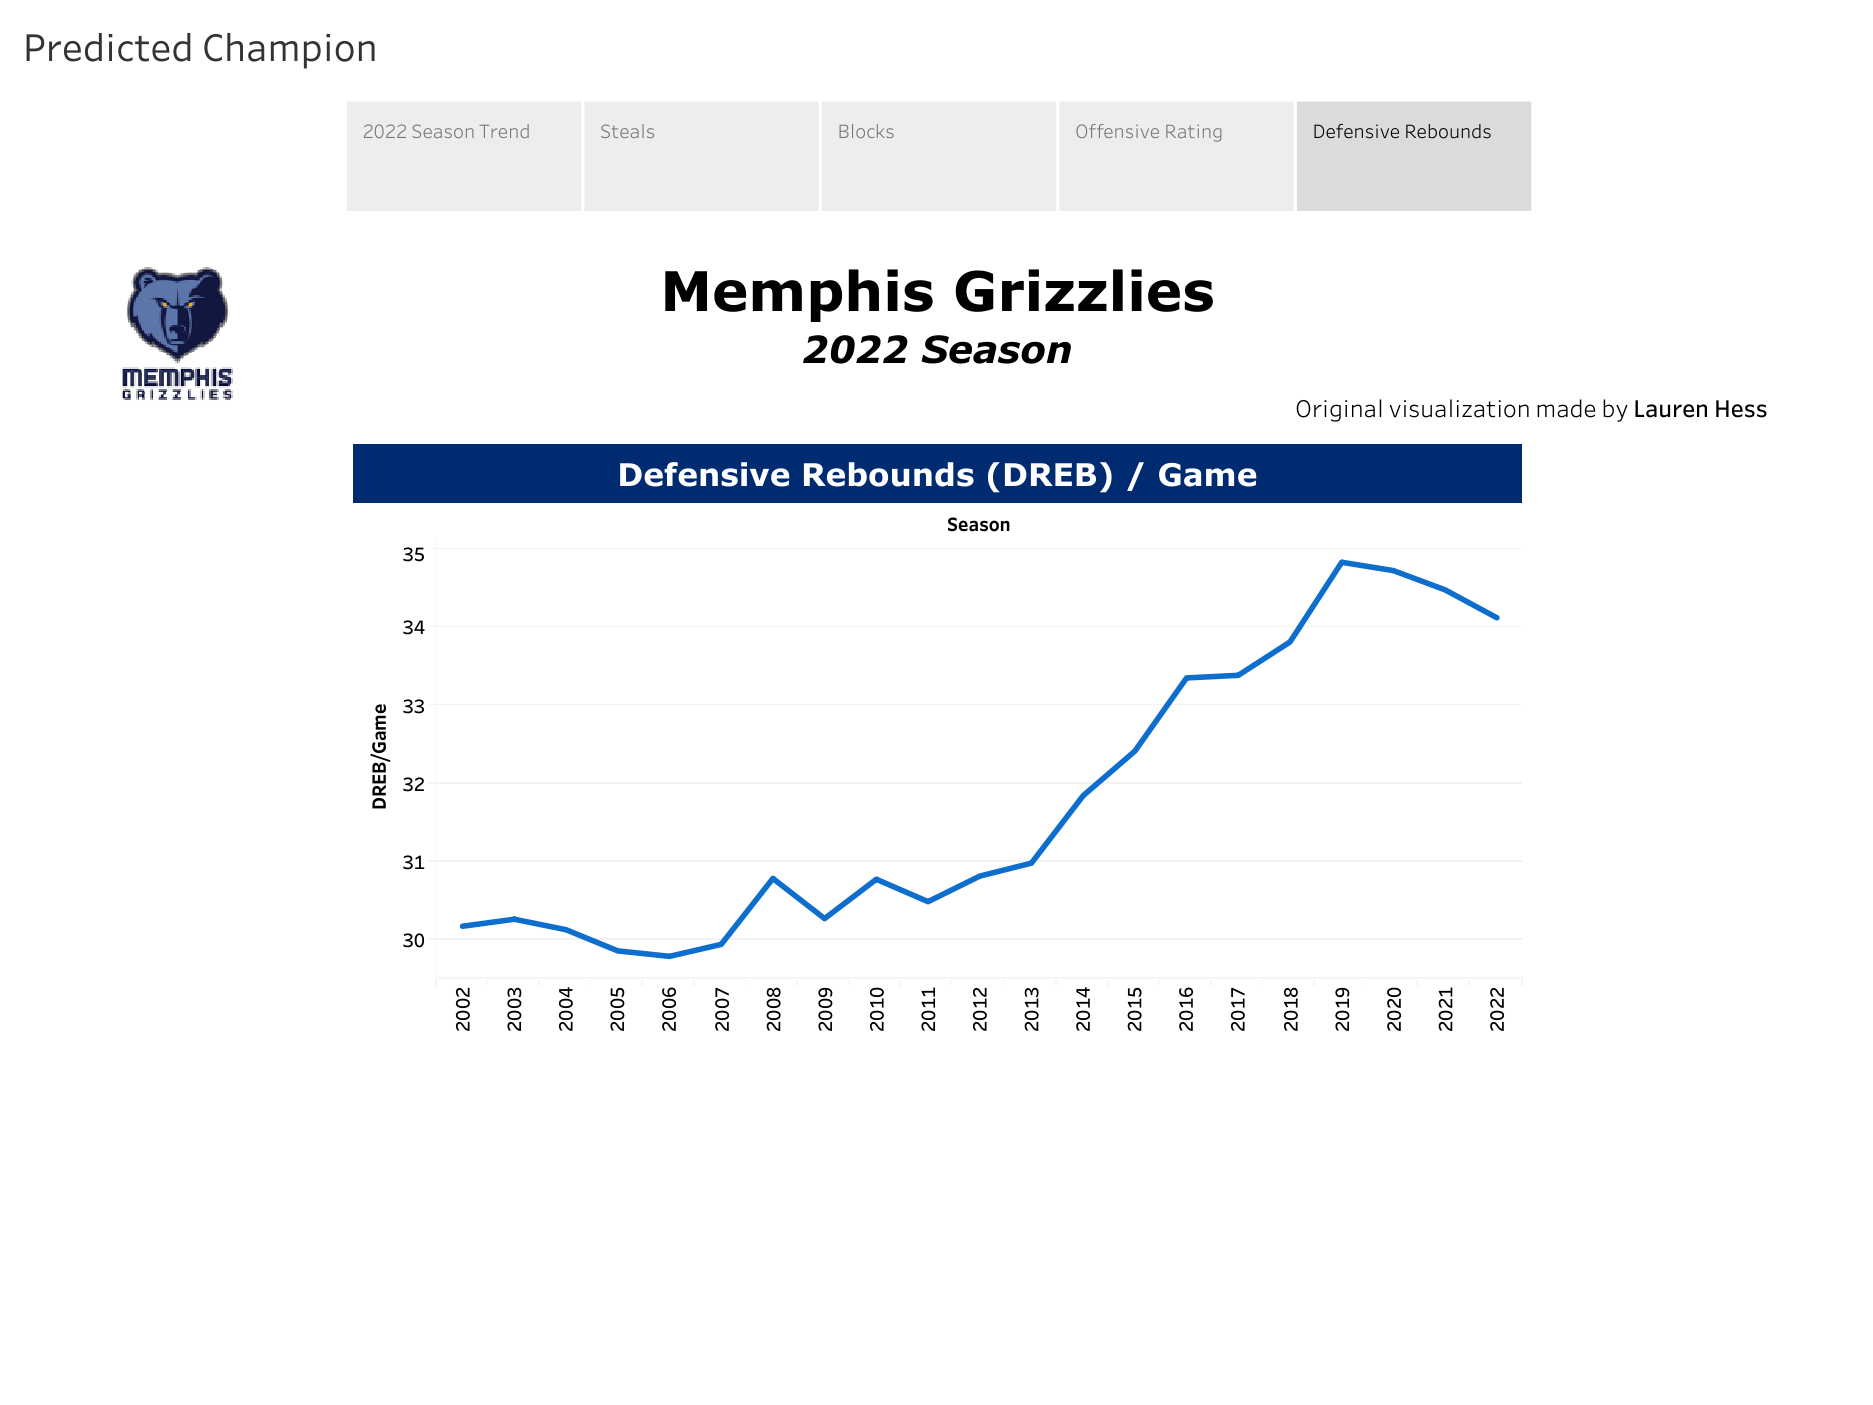 Predicted Champion
2022 Season Trend
Steals
Blocks
Offensive Rating
Defensive Rebounds
MEMPHIS
GRIZZLIES
Memphis Grizzlies
2022 Season
Original visualization made by Lauren Hess
Defensive Rebounds (DREB) / Game
Season
DREB/Game
35
34
33
32
31
30
2002
2003
2004
2005
2006
2007
2008
2009
2010
2011
2012
2013
2014
2015
2016
2017
2018
2019
2020
2021
2022